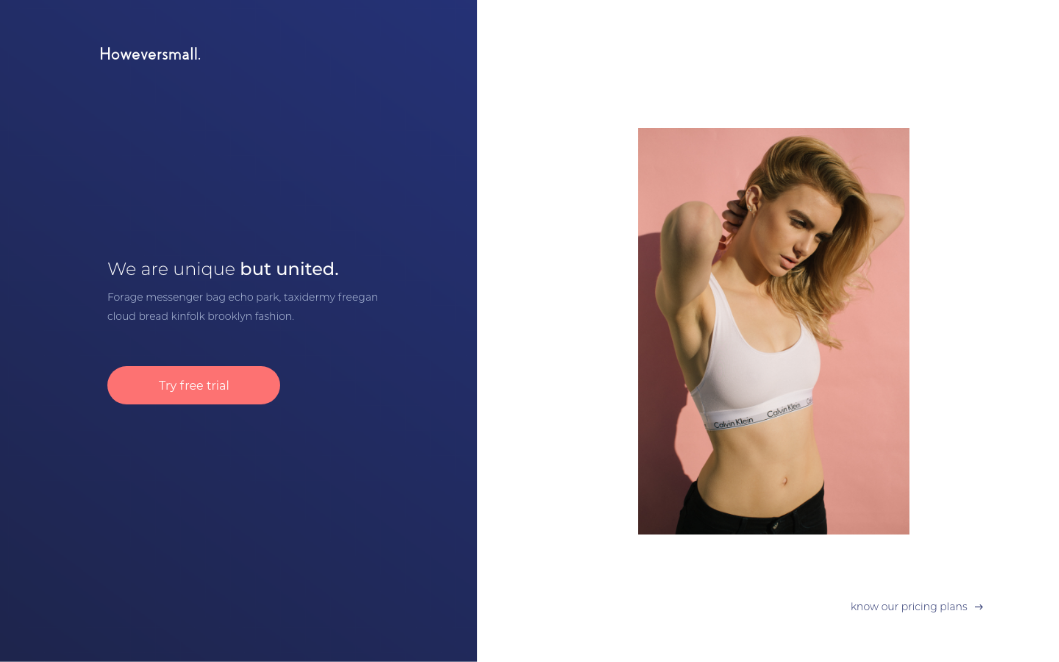 Howeversmall.
We are unique but united.
Forage messenger bag echo park, taxidermy freegan
cloud bread kinfolk brooklyn fashion.
Try free trial
Calvin Klein Calvin Klein
know our pricing plans →